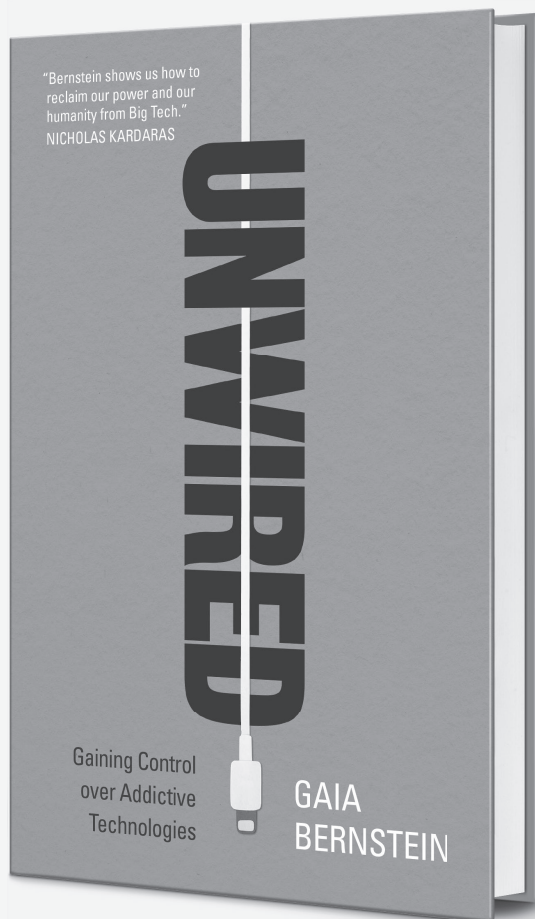 “Bernstein shows us how to
reclaim our power and our
humanity from Big Tech.”
NICHOLAS KARDARAS
UNWIRED
Gaining Control
over Addictive
Technologies
GAIA
BERNSTEIN